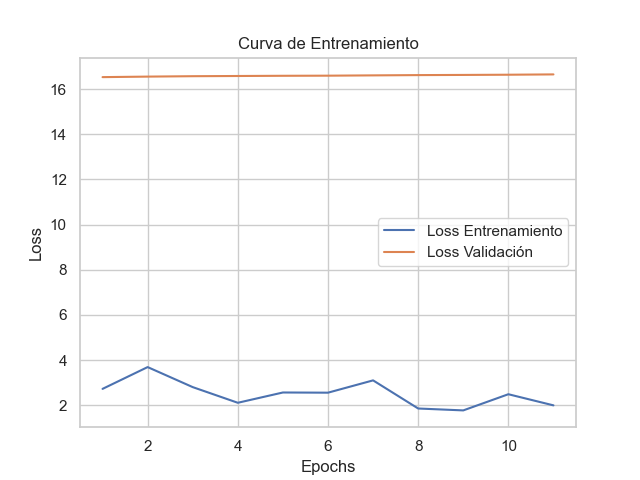 Curva de Entrenamiento
16
14
12
10
8
6
4
2
Loss
Loss Entrenamiento
Loss Validación
2
4
6
8
10
Epochs